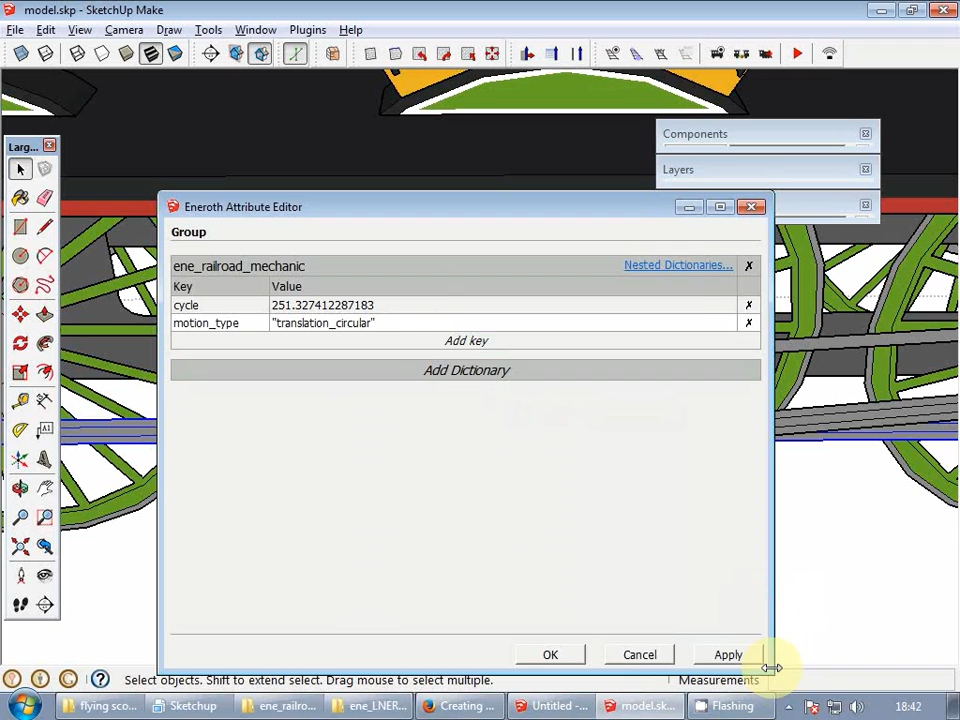 model.skp - SketchUp Make
File Edit View Camera Draw Tools Window Plugins Help
Components
Larg...
Layers
Eneroth Attribute Editor
Group
ene_railroad_mechanic Nested Dictionaries... ✗
Key Value
cycle 251.327412287183 ✗
motion_type "translation_circular" ✗
Add key
Add Dictionary
A1
OK Cancel Apply
Select objects. Shift to extend select. Drag mouse to select multiple. Measurements
flying sco... Sketchup ene_railro... ene_LNER... Creating ... Untitled -... model.sk... Flashing 18:42